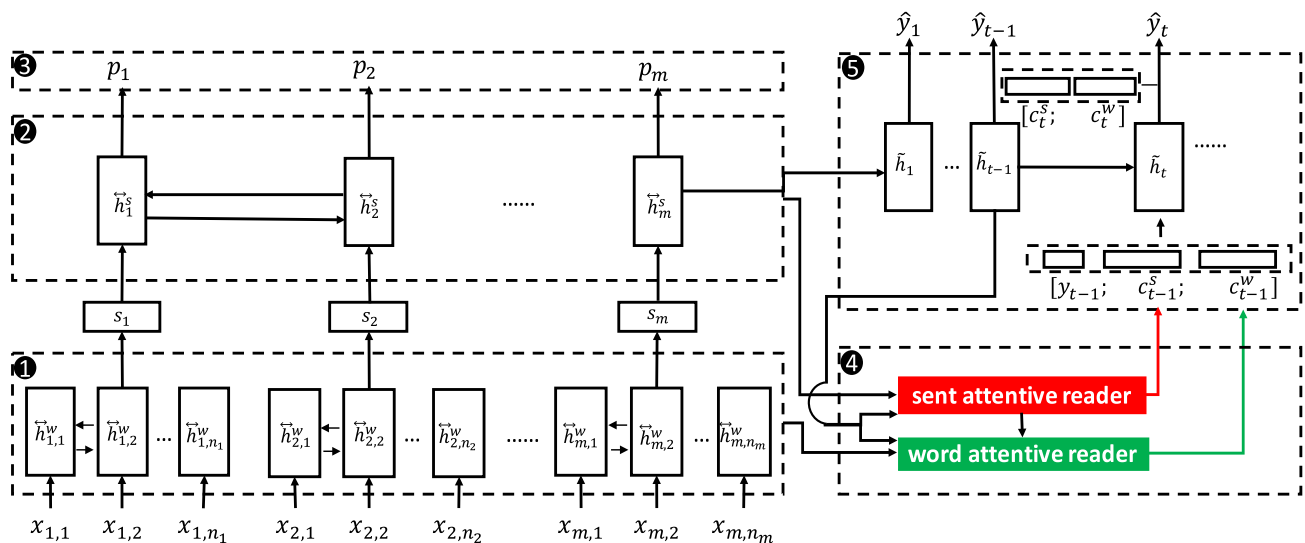 ŷ_1 ŷ_{t-1} ŷ_t
❸ p_1 p_2 p_m ❺
[c_t^s; c_t^w]
❷
h̃_1 ... h̃_{t-1} h̃_t ......
↔h_1^s ↔h_2^s ...... ↔h_m^s
[y_{t-1}; c_{t-1}^s; c_{t-1}^w]
s_1 s_2 s_m
❶ ❹
sent attentive reader
↔h_{1,1}^w ↔h_{1,2}^w ... ↔h_{1,n_1}^w ↔h_{2,1}^w ↔h_{2,2}^w ... ↔h_{2,n_2}^w ...... ↔h_{m,1}^w ↔h_{m,2}^w ... ↔h_{m,n_m}^w
word attentive reader
x_{1,1} x_{1,2} x_{1,n_1} x_{2,1} x_{2,2} x_{2,n_2} x_{m,1} x_{m,2} x_{m,n_m}